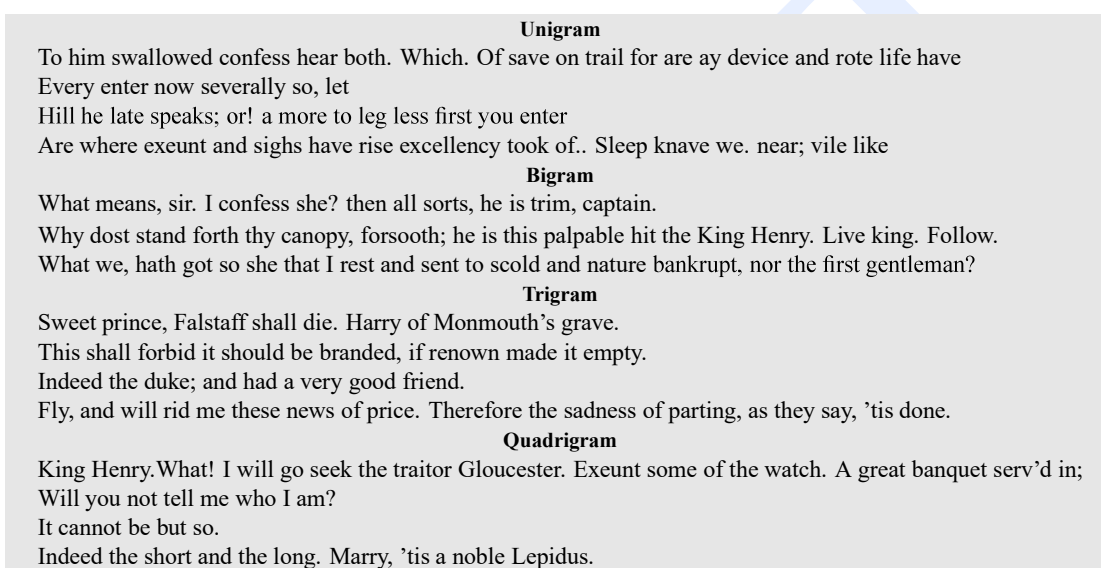 Unigram
To him swallowed confess hear both. Which. Of save on trail for are ay device and rote life have
Every enter now severally so, let
Hill he late speaks; or! a more to leg less first you enter
Are where exeunt and sighs have rise excellency took of.. Sleep knave we. near; vile like
Bigram
What means, sir. I confess she? then all sorts, he is trim, captain.
Why dost stand forth thy canopy, forsooth; he is this palpable hit the King Henry. Live king. Follow.
What we, hath got so she that I rest and sent to scold and nature bankrupt, nor the first gentleman?
Trigram
Sweet prince, Falstaff shall die. Harry of Monmouth’s grave.
This shall forbid it should be branded, if renown made it empty.
Indeed the duke; and had a very good friend.
Fly, and will rid me these news of price. Therefore the sadness of parting, as they say, ’tis done.
Quadrigram
King Henry.What! I will go seek the traitor Gloucester. Exeunt some of the watch. A great banquet serv’d in;
Will you not tell me who I am?
It cannot be but so.
Indeed the short and the long. Marry, ’tis a noble Lepidus.